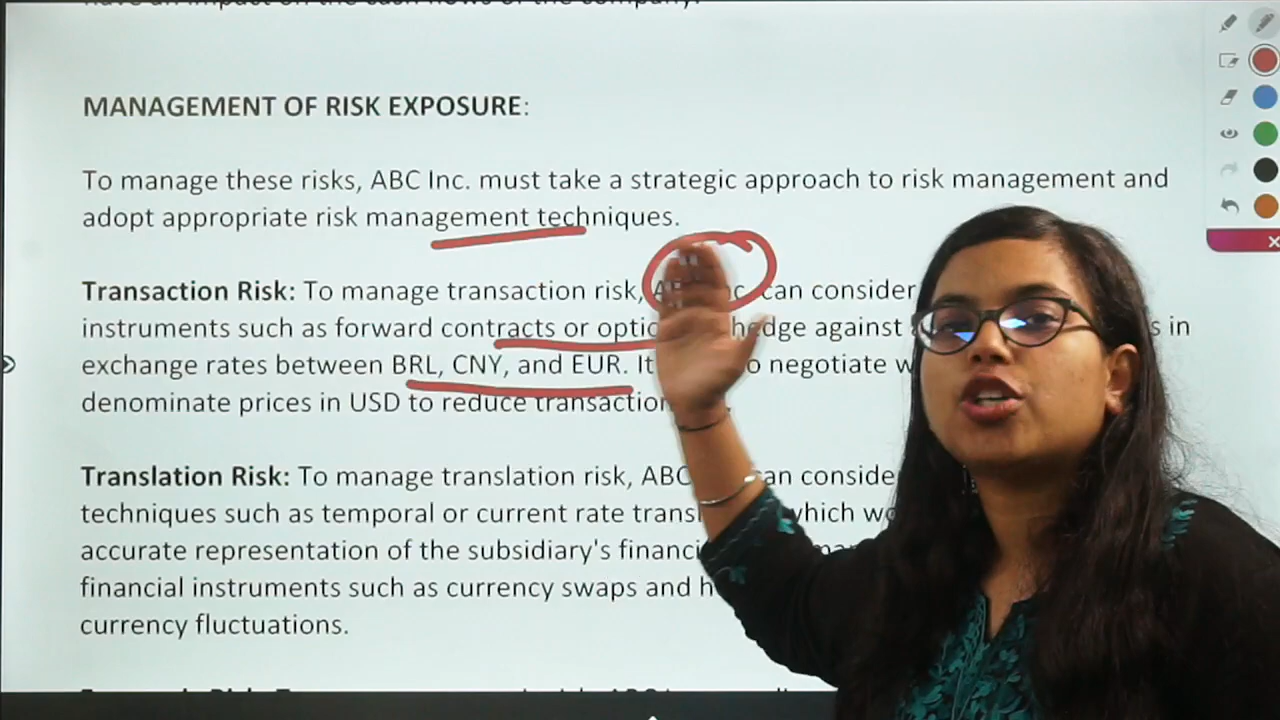 MANAGEMENT OF RISK EXPOSURE:
To manage these risks, ABC Inc. must take a strategic approach to risk management and
adopt appropriate risk management techniques.
Transaction Risk: To manage transaction risk, can consider
instruments such as forward contracts or hedge against in
exchange rates between BRL, CNY, and EUR. It negotiate
denominate prices in USD to reduce transaction
Translation Risk: To manage translation risk, ABC
techniques such as temporal or current rate which
accurate representation of the subsidiary's
financial instruments such as currency swaps and
currency fluctuations.